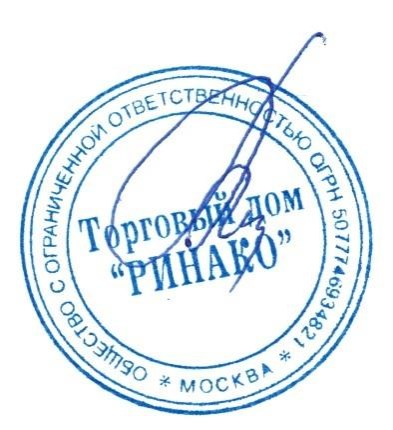 ОБЩЕСТВО С ОГРАНИЧЕННОЙ ОТВЕТСТВЕННОСТЬЮ ОГРН 5077746934821
* МОСКВА *
Торговый дом
"РИНАКО"